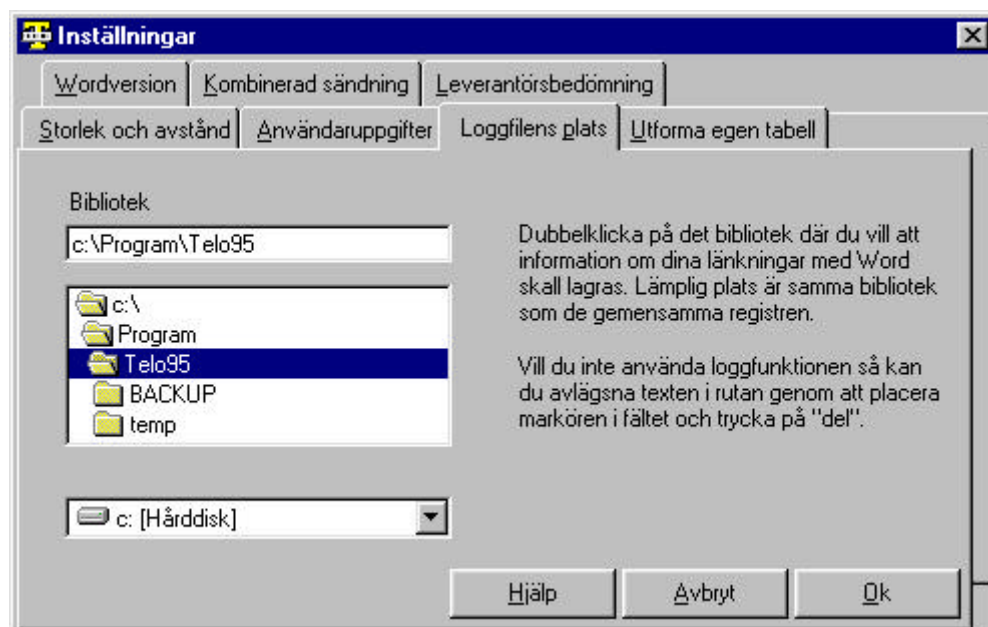 Inställningar
Wordversion
Kombinerad sändning
Leverantörsbedömning
Storlek och avstånd
Användaruppgifter
Loggfilens plats
Utforma egen tabell
Bibliotek
c:\Program\Telo95
c:\
Program
Telo95
BACKUP
temp
c: [Hårddisk]
Dubbelklicka på det bibliotek där du vill att
information om dina länkningar med Word
skall lagras. Lämplig plats är samma bibliotek
som de gemensamma registren.
Vill du inte använda loggfunktionen så kan
du avlägsna texten i rutan genom att placera
markören i fältet och trycka på "del".
Hjälp
Avbryt
Ok